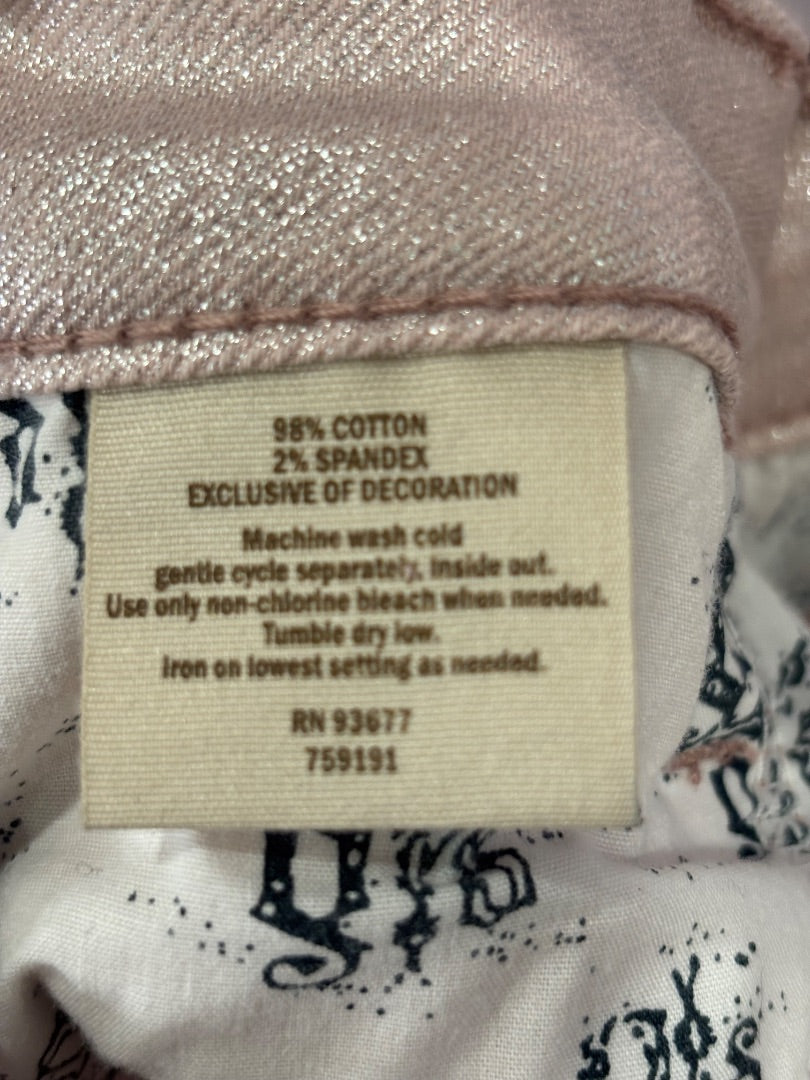 98% COTTON
2% SPANDEX
EXCLUSIVE OF DECORATION
Machine wash cold
gentle cycle separately, inside out.
Use only non-chlorine bleach when needed.
Tumble dry low.
Iron on lowest setting as needed.
RN 93677
759191